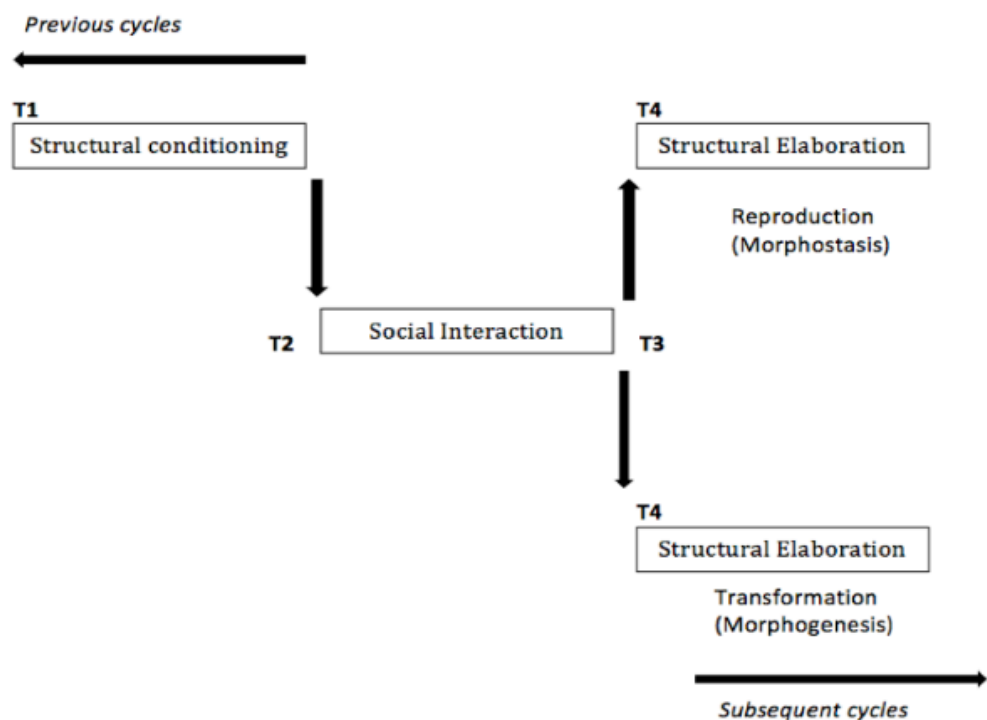 Previous cycles
T1
Structural conditioning
T4
Structural Elaboration
Reproduction
(Morphostasis)
T2
Social Interaction
T3
T4
Structural Elaboration
Transformation
(Morphogenesis)
Subsequent cycles